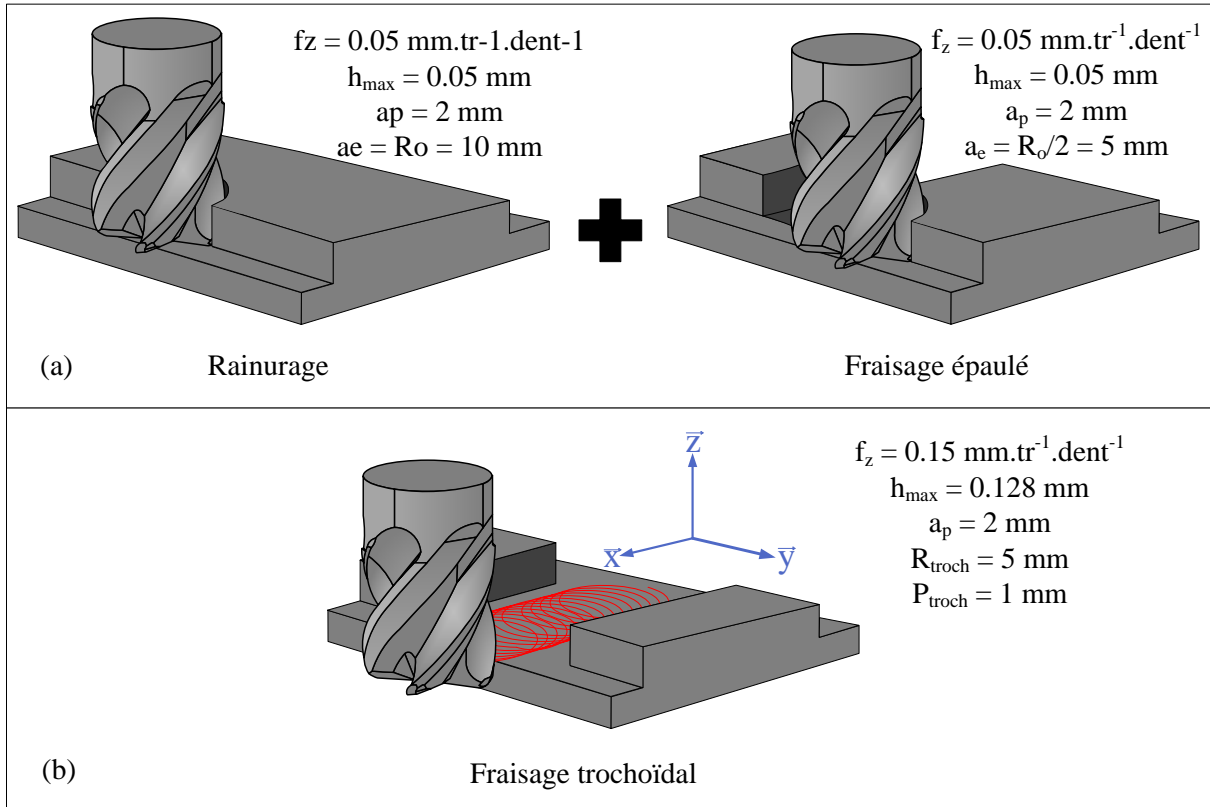 fz = 0.05 mm.tr-1.dent-1
hmax = 0.05 mm
ap = 2 mm
ae = Ro = 10 mm
fz = 0.05 mm.tr⁻¹.dent⁻¹
hmax = 0.05 mm
ap = 2 mm
ae = Ro/2 = 5 mm
(a)
Rainurage
Fraisage épaulé
z
x
y
fz = 0.15 mm.tr⁻¹.dent⁻¹
hmax = 0.128 mm
ap = 2 mm
Rtroch = 5 mm
Ptroch = 1 mm
(b)
Fraisage trochoïdal